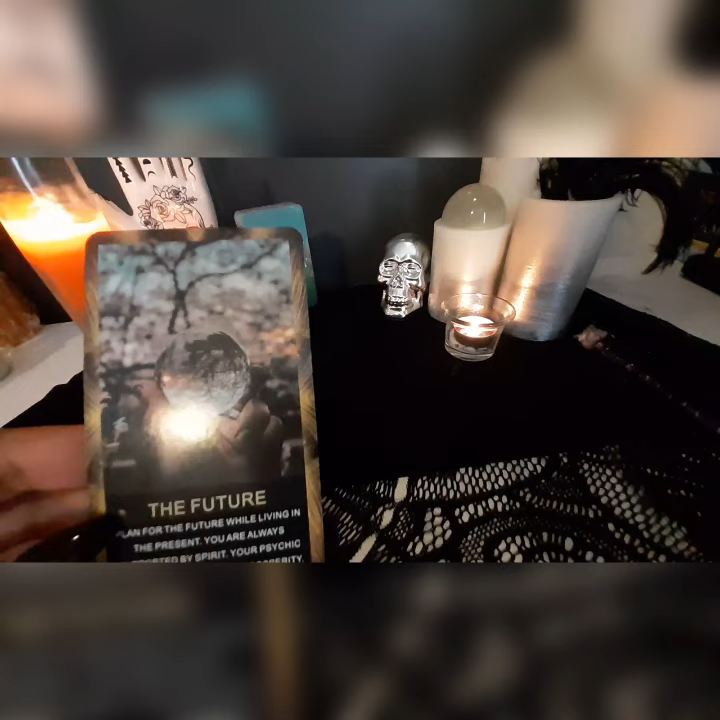 THE FUTURE
PLAN FOR THE FUTURE WHILE LIVING IN
THE PRESENT. YOU ARE ALWAYS
BY SPIRIT. YOUR PSYCHIC